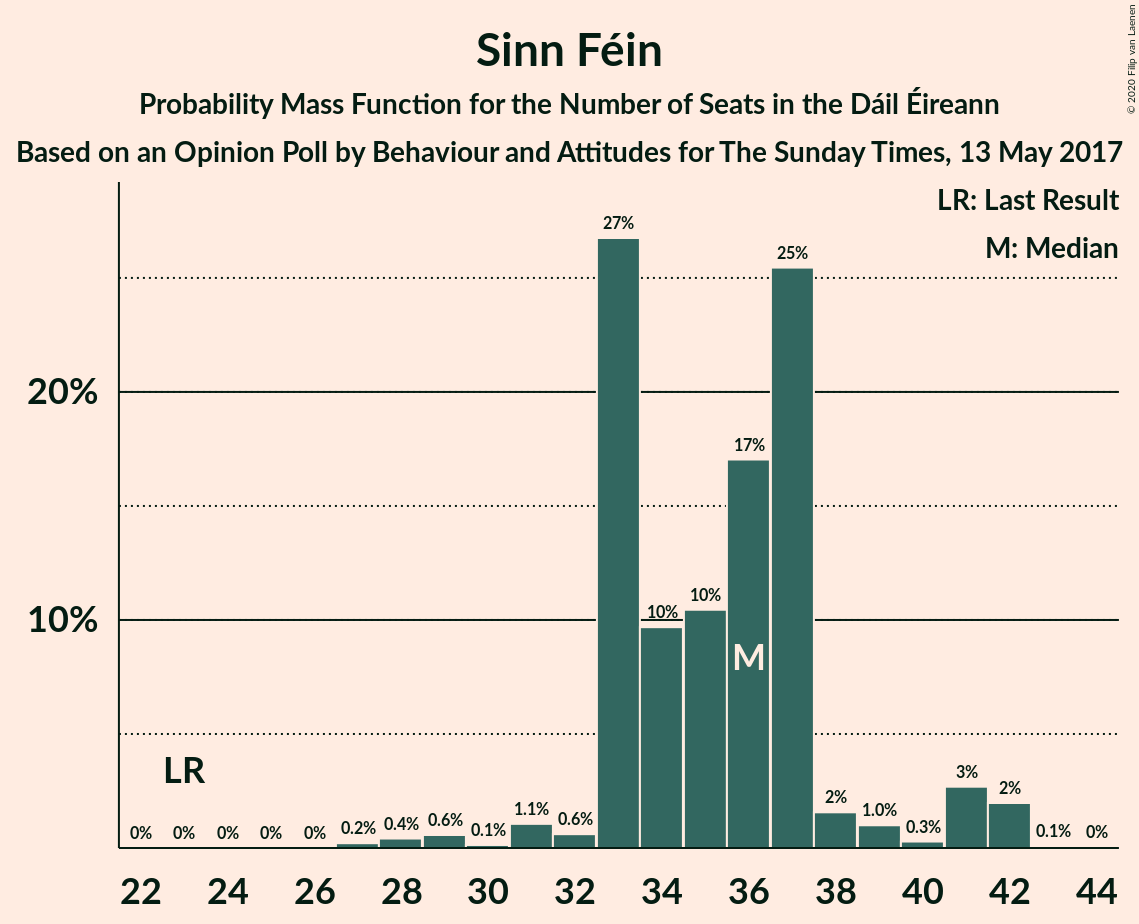 Sinn Féin
Probability Mass Function for the Number of Seats in the Dáil Éireann
Based on an Opinion Poll by Behaviour and Attitudes for The Sunday Times, 13 May 2017
© 2020 Filip van Laenen
LR: Last Result
M: Median
27%
25%
20%
17%
10%
10%
10%
M
LR
3%
2%
2%
1.1%
1.0%
0% 0% 0% 0% 0% 0.2% 0.4% 0.6% 0.1% 0.6% 0.3% 0.1% 0%
22 24 26 28 30 32 34 36 38 40 42 44